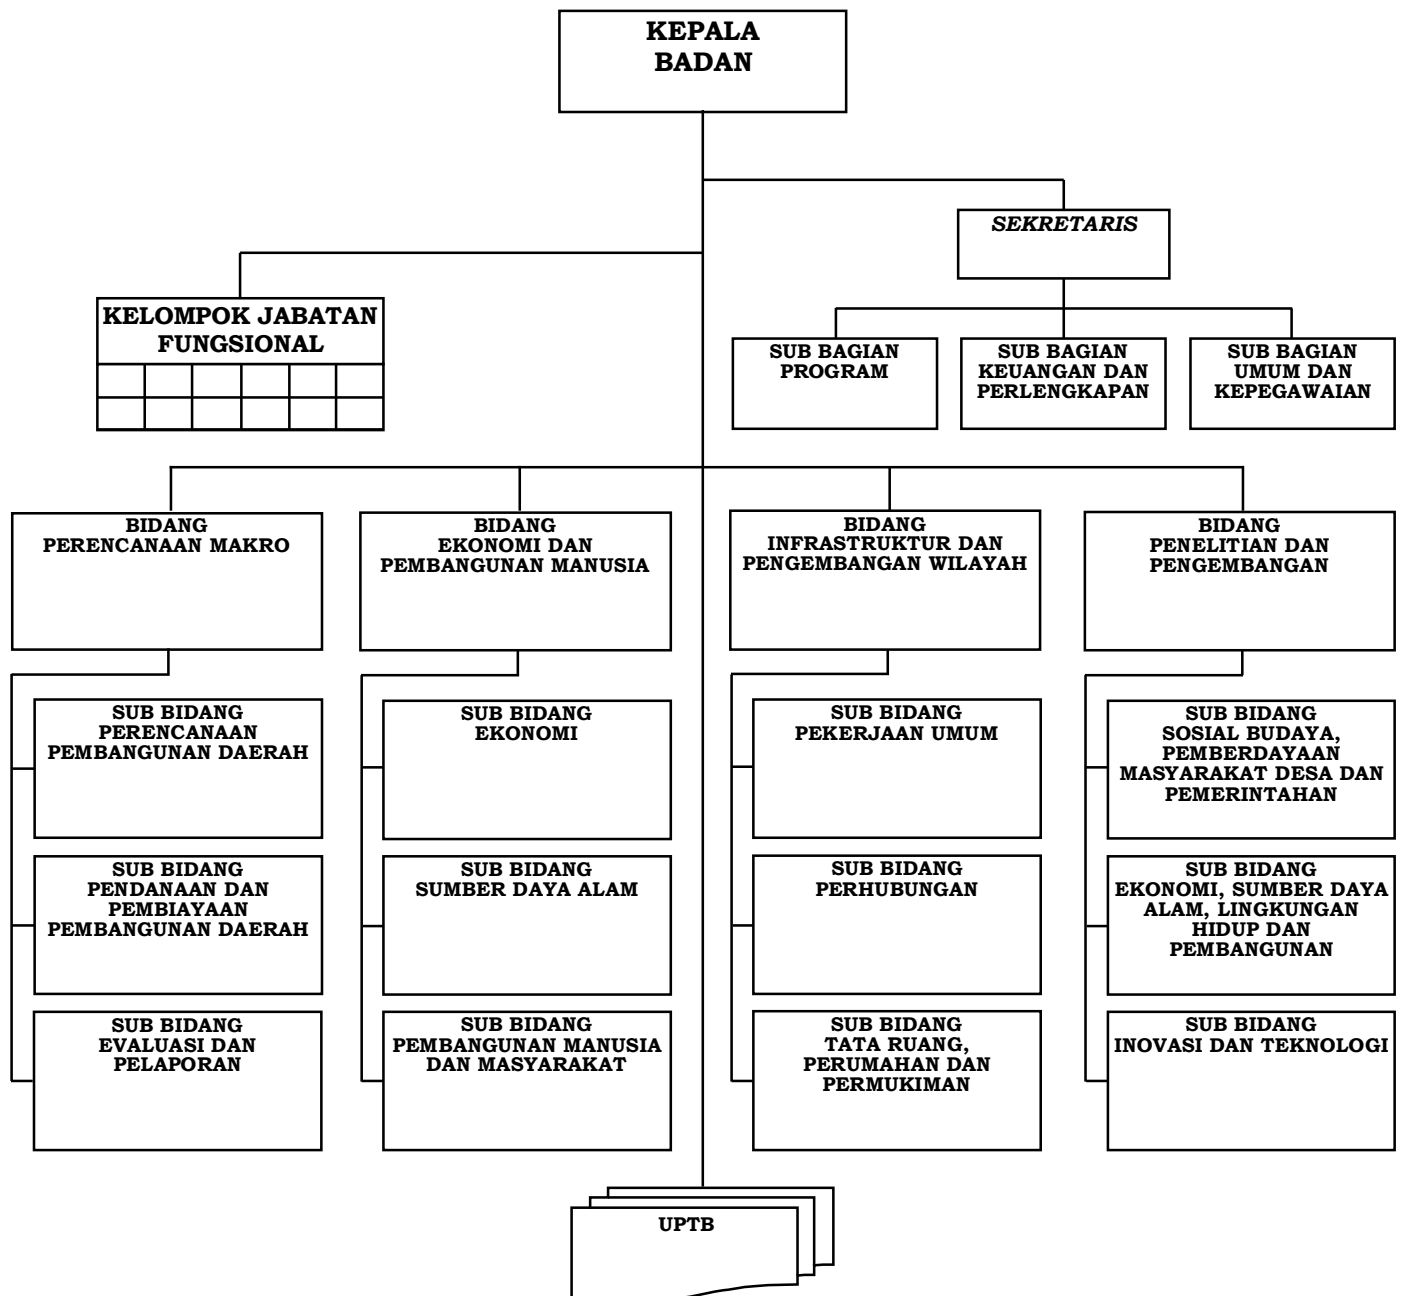 KEPALA
BADAN
SEKRETARIS
KELOMPOK JABATAN
FUNGSIONAL
SUB BAGIAN
PROGRAM
SUB BAGIAN
KEUANGAN DAN
PERLENGKAPAN
SUB BAGIAN
UMUM DAN
KEPEGAWAIAN
BIDANG
PERENCANAAN MAKRO
BIDANG
EKONOMI DAN
PEMBANGUNAN MANUSIA
BIDANG
INFRASTRUKTUR DAN
PENGEMBANGAN WILAYAH
BIDANG
PENELITIAN DAN
PENGEMBANGAN
SUB BIDANG
PERENCANAAN
PEMBANGUNAN DAERAH
SUB BIDANG
EKONOMI
SUB BIDANG
PEKERJAAN UMUM
SUB BIDANG
SOSIAL BUDAYA,
PEMBERDAYAAN
MASYARAKAT DESA DAN
PEMERINTAHAN
SUB BIDANG
PENDANAAN DAN
PEMBIAYAAN
PEMBANGUNAN DAERAH
SUB BIDANG
SUMBER DAYA ALAM
SUB BIDANG
PERHUBUNGAN
SUB BIDANG
EKONOMI, SUMBER DAYA
ALAM, LINGKUNGAN
HIDUP DAN
PEMBANGUNAN
SUB BIDANG
EVALUASI DAN
PELAPORAN
SUB BIDANG
PEMBANGUNAN MANUSIA
DAN MASYARAKAT
SUB BIDANG
TATA RUANG,
PERUMAHAN DAN
PERMUKIMAN
SUB BIDANG
INOVASI DAN TEKNOLOGI
UPTB